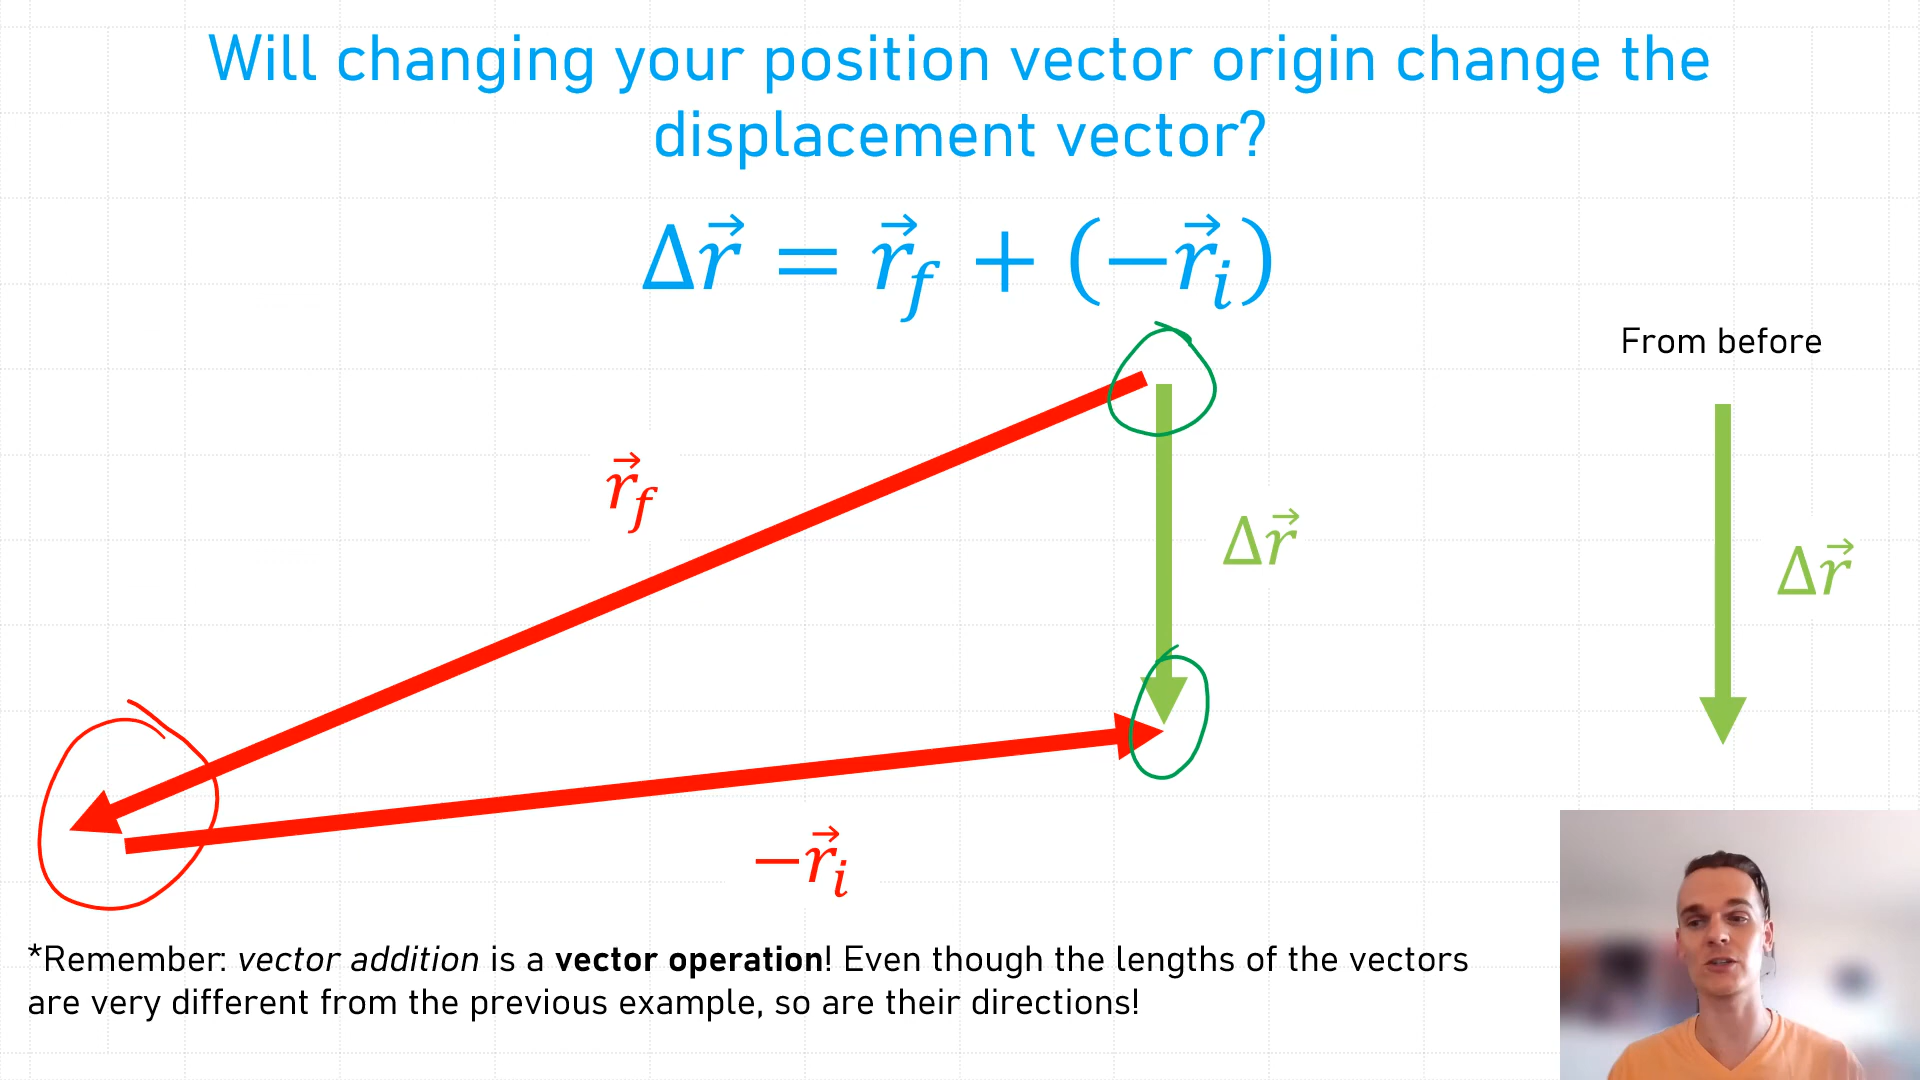 Will changing your position vector origin change the
displacement vector?
Δr⃗ = r⃗_f + (−r⃗_i)
From before
r⃗_f
Δr⃗
Δr⃗
−r⃗_i
*Remember: vector addition is a vector operation! Even though the lengths of the vectors
are very different from the previous example, so are their directions!